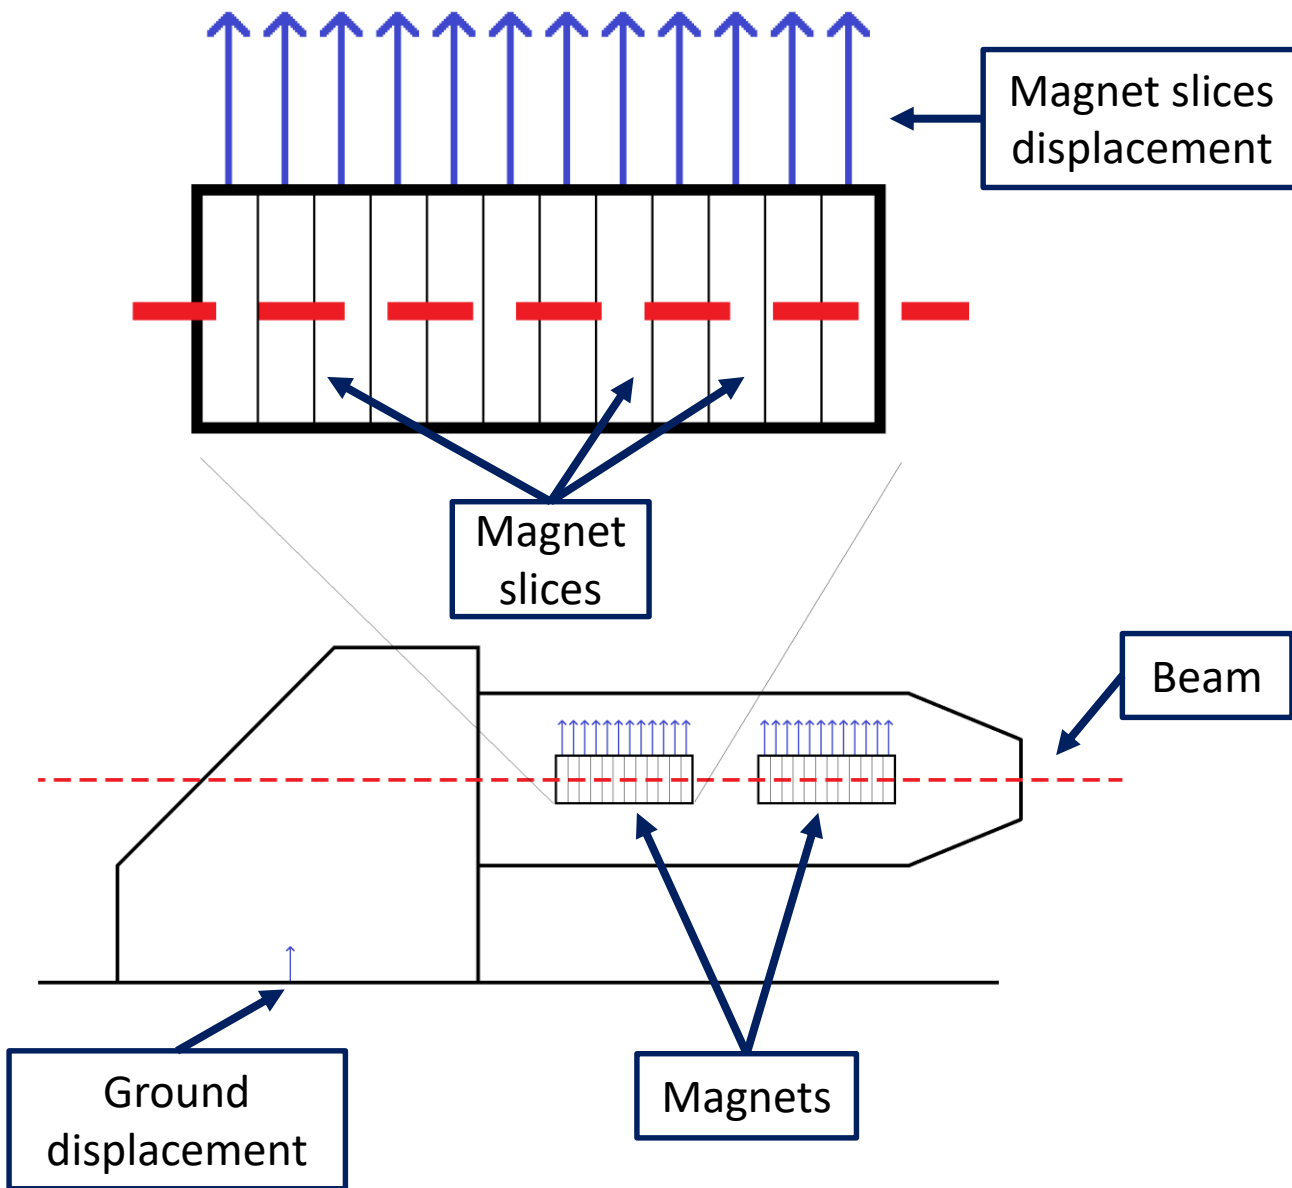 Magnet slices
displacement
Magnet
slices
Beam
Ground
displacement
Magnets